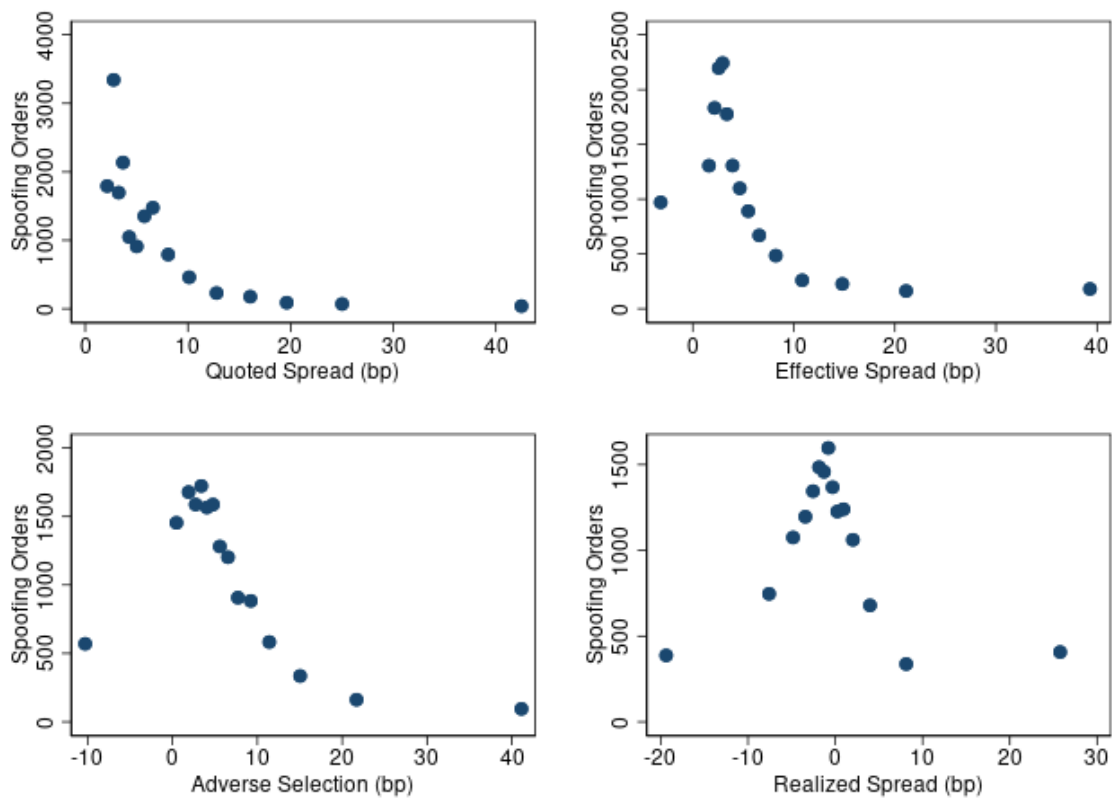 4000
3000
2000
1000
0
Spoofing Orders
0 10 20 30 40
Quoted Spread (bp)
2500
2000
1500
1000
500
0
Spoofing Orders
0 10 20 30 40
Effective Spread (bp)
2000
1500
1000
500
0
Spoofing Orders
-10 0 10 20 30 40
Adverse Selection (bp)
1500
1000
500
0
Spoofing Orders
-20 -10 0 10 20 30
Realized Spread (bp)